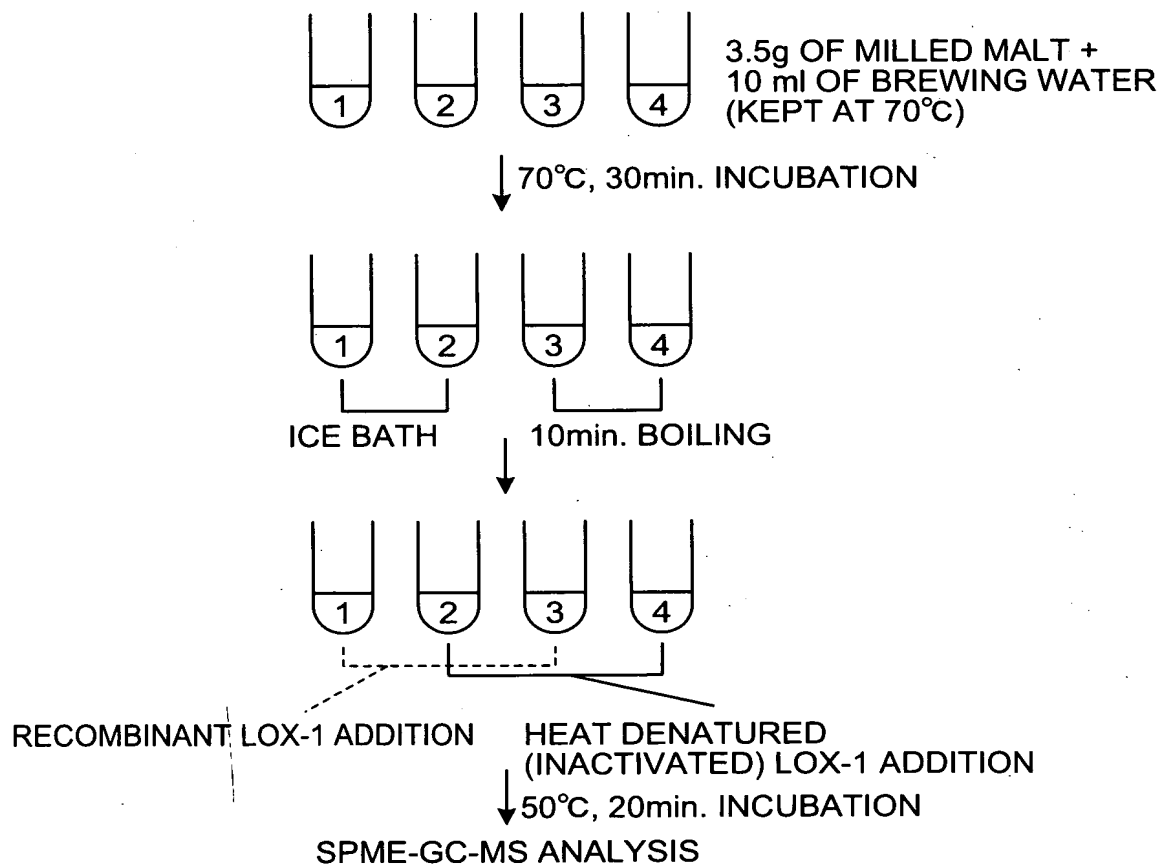 1 2 3 4
3.5g OF MILLED MALT +
10 ml OF BREWING WATER
(KEPT AT 70°C)
70°C, 30min. INCUBATION
1 2 3 4
ICE BATH
10min. BOILING
1 2 3 4
RECOMBINANT LOX-1 ADDITION
HEAT DENATURED
(INACTIVATED) LOX-1 ADDITION
50°C, 20min. INCUBATION
SPME-GC-MS ANALYSIS